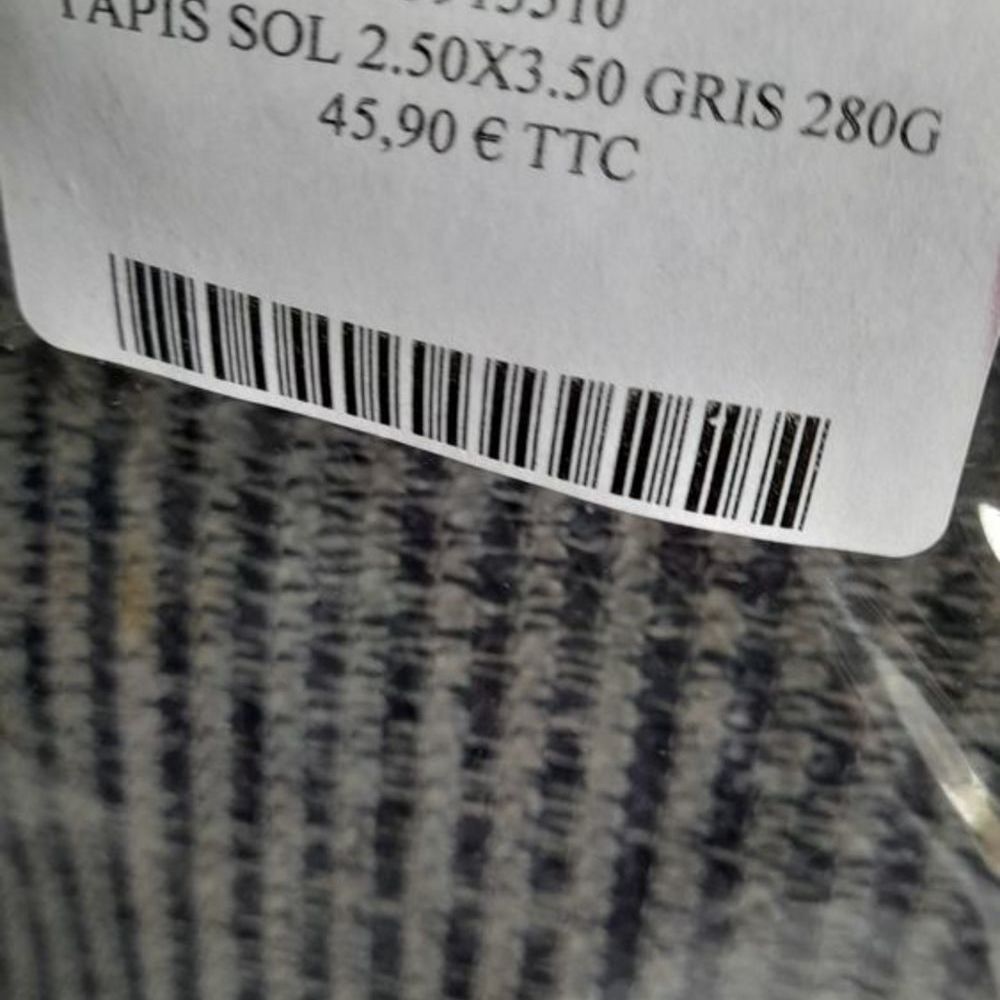 TAPIS SOL 2.50X3.50 GRIS 280G
45,90 € TTC